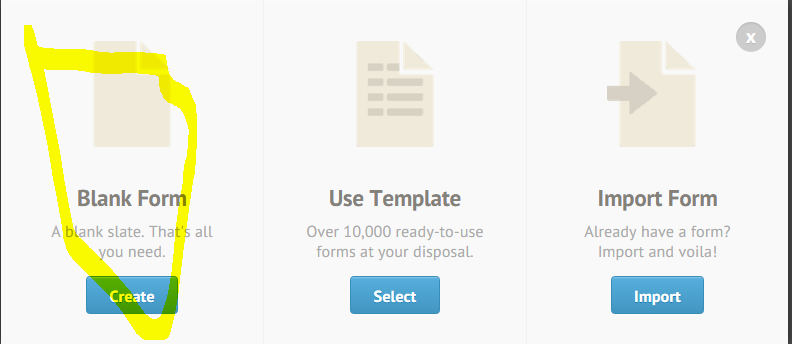 x
Blank Form
A blank slate. That's all
you need.
Create
Use Template
Over 10,000 ready-to-use
forms at your disposal.
Select
Import Form
Already have a form?
Import and voila!
Import